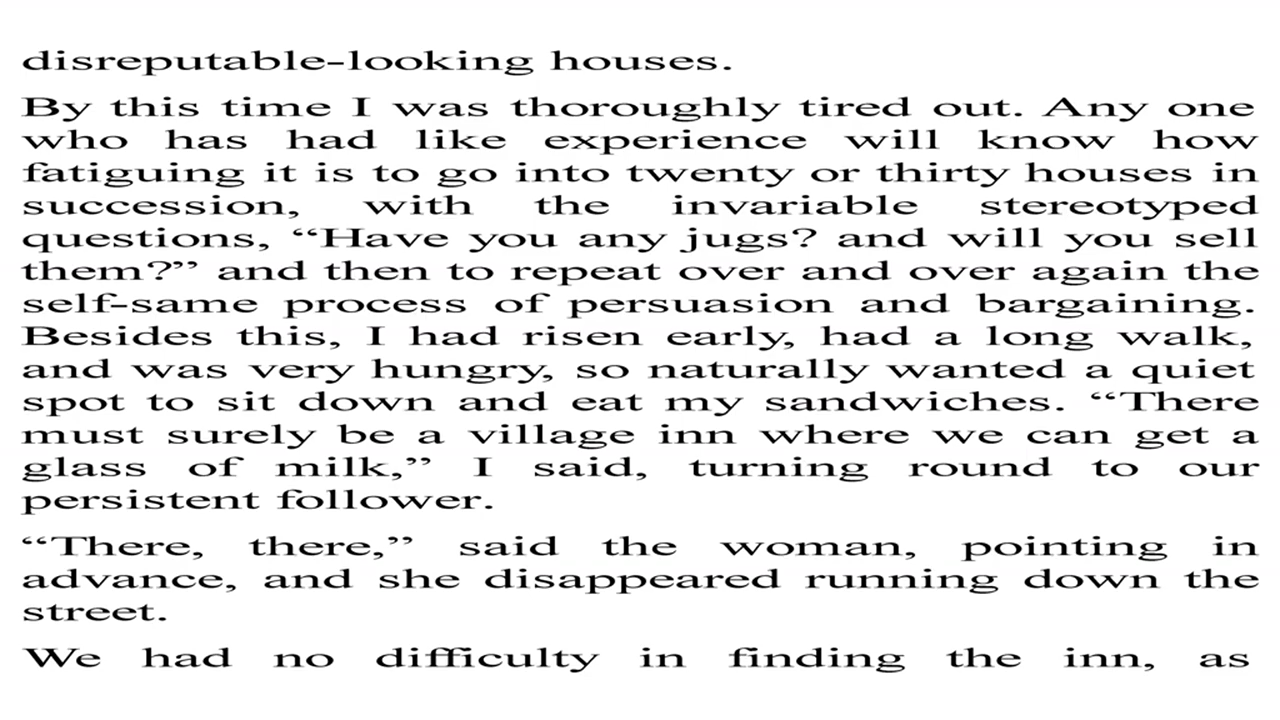 disreputable-looking houses.
By this time I was thoroughly tired out. Any one
who has had like experience will know how
fatiguing it is to go into twenty or thirty houses in
succession, with the invariable stereotyped
questions, “Have you any jugs? and will you sell
them?” and then to repeat over and over again the
self-same process of persuasion and bargaining.
Besides this, I had risen early, had a long walk,
and was very hungry, so naturally wanted a quiet
spot to sit down and eat my sandwiches. “There
must surely be a village inn where we can get a
glass of milk,” I said, turning round to our
persistent follower.
“There, there,” said the woman, pointing in
advance, and she disappeared running down the
street.
We had no difficulty in finding the inn, as